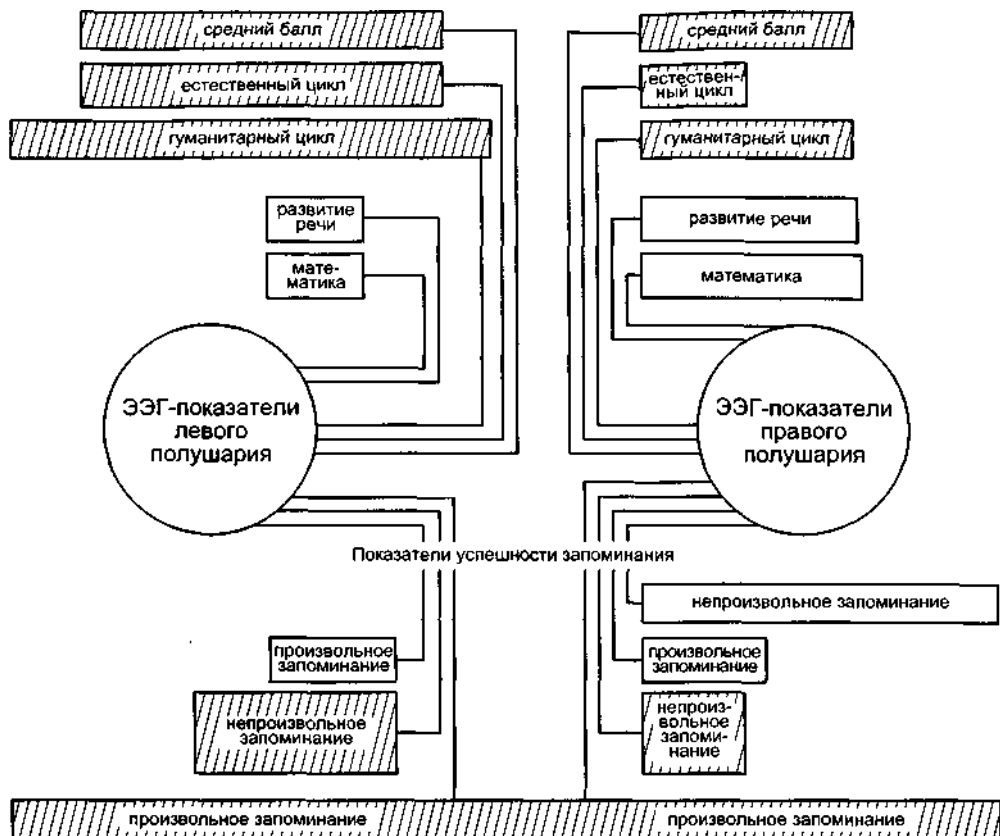 средний балл
средний балл
естественный цикл
естествен-
ный цикл
гуманитарный цикл
гуманитарный цикл
развитие
речи
развитие речи
мате-
матика
математика
ЭЭГ-показатели
левого
полушария
ЭЭГ-показатели
правого
полушария
Показатели успешности запоминания
непроизвольное запоминание
произвольное
запоминание
произвольное
запоминание
непроизвольное
запоминание
непроиз-
вольное
запоми-
нание
произвольное запоминание
произвольное запоминание